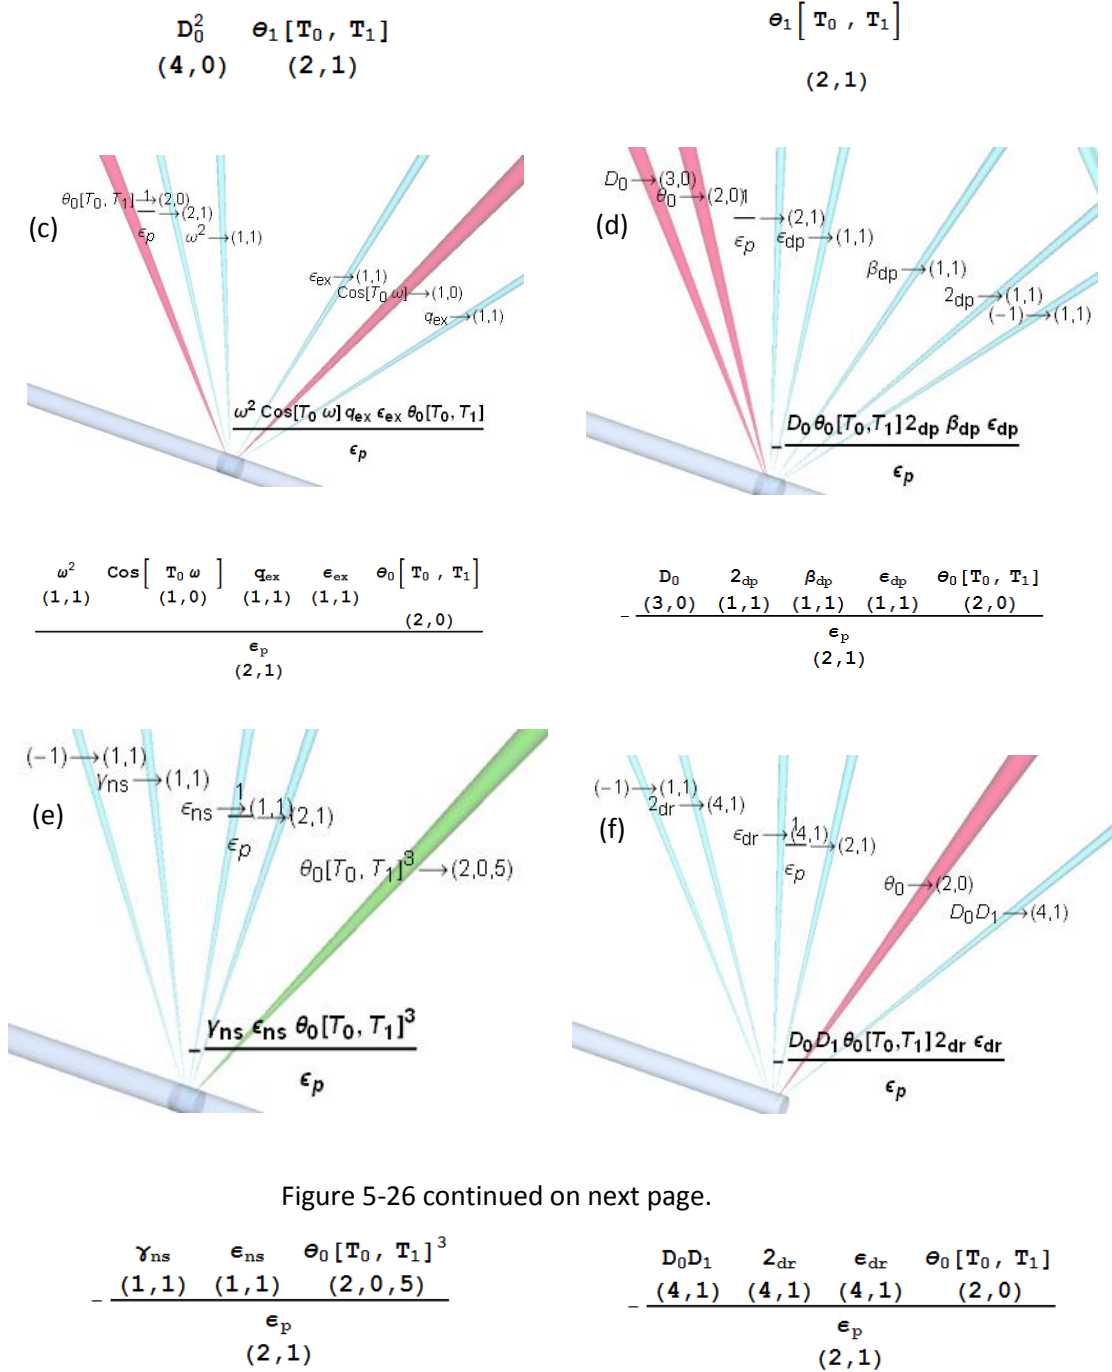 D₀² θ₁[T₀, T₁]
(4,0) (2,1)
θ₁[T₀, T₁]
(2,1)
(c)
θ₀[T₀, T₁]→(2,0)
1/ϵₚ→(2,1)
ω²→(1,1)
ϵex→(1,1)
Cos[T₀ ω]→(1,0)
qex→(1,1)
ω² Cos[T₀ ω] qex ϵex θ₀[T₀, T₁]
ϵₚ
(d)
D₀→(3,0)
θ₀→(2,0)
1/ϵₚ→(2,1)
ϵdp→(1,1)
βdp→(1,1)
2dp→(1,1)
(-1)→(1,1)
- D₀ θ₀[T₀,T₁] 2dp βdp ϵdp
ϵₚ
ω² Cos[T₀ ω] qex ϵex θ₀[T₀, T₁]
(1,1) (1,0) (1,1) (1,1) (2,0)
ϵₚ
(2,1)
D₀ 2dp βdp ϵdp θ₀[T₀, T₁]
- (3,0) (1,1) (1,1) (1,1) (2,0)
ϵₚ
(2,1)
(e)
(-1)→(1,1)
γns→(1,1)
ϵns→(1,1)
1/ϵₚ→(2,1)
θ₀[T₀, T₁]³→(2,0,5)
- γns ϵns θ₀[T₀, T₁]³
ϵₚ
(f)
(-1)→(1,1)
2dr→(4,1)
ϵdr→(4,1)
1/ϵₚ→(2,1)
θ₀→(2,0)
D₀D₁→(4,1)
- D₀D₁θ₀[T₀,T₁] 2dr ϵdr
ϵₚ
Figure 5-26 continued on next page.
γns ϵns θ₀[T₀, T₁]³
- (1,1) (1,1) (2,0,5)
ϵₚ
(2,1)
D₀D₁ 2dr ϵdr θ₀[T₀, T₁]
- (4,1) (4,1) (4,1) (2,0)
ϵₚ
(2,1)